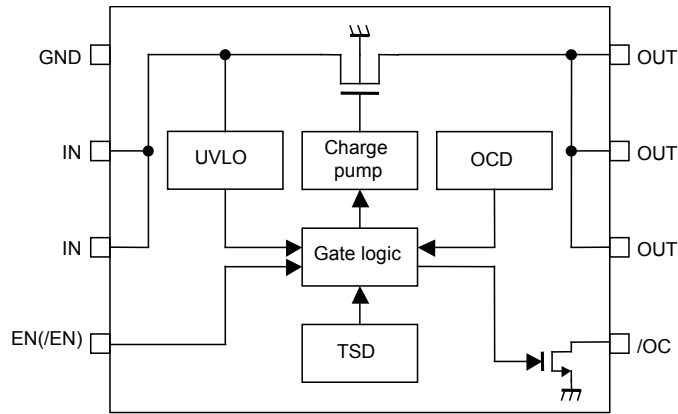 GND
OUT
IN
UVLO
Charge
pump
OCD
OUT
IN
Gate logic
OUT
EN(/EN)
TSD
/OC